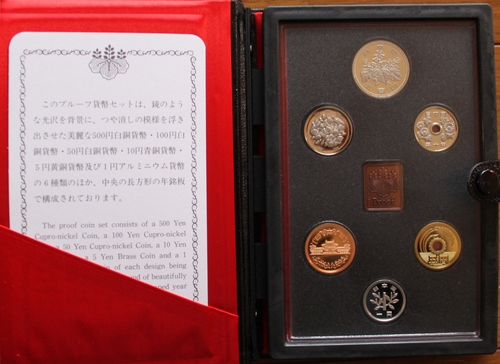 このプルーフ貨幣セットは、鏡のよう
な光沢を背景に、つや消しの模様を浮き
出させた美麗な500円白銅貨幣・100円白
銅貨幣・50円白銅貨幣・10円青銅貨幣・
5円黄銅貨幣及び1円アルミニウム貨幣
の6種類のほか、中央の長方形の年銘板
で構成されております。
The proof coin set consists of a 500 Yen
Cupro-nickel Coin, a 100 Yen Cupro-nickel
a 50 Yen Cupro-nickel Coin, a 10 Yen
a 5 Yen Brass Coin and a 1
of each design being
of beautifully
year